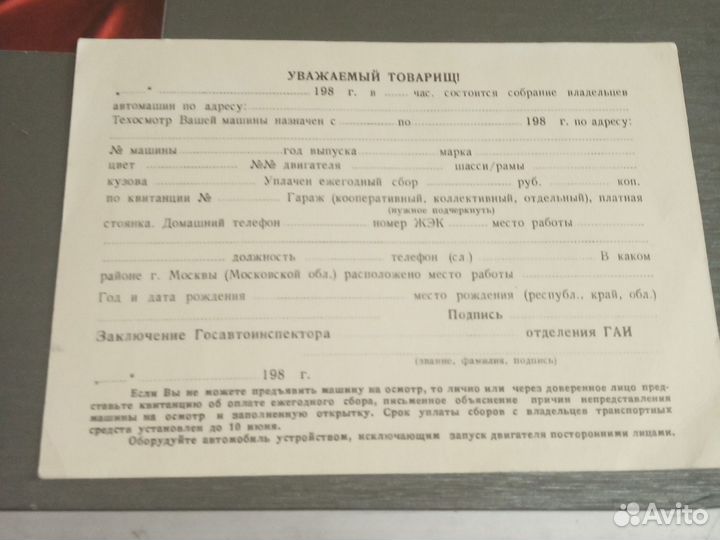 УВАЖАЕМЫЙ ТОВАРИЩ!
„......“ ...................... 198 г. в ...... час. состоится собрание владельцев
автомашин по адресу: ......................
Техосмотр Вашей машины назначен с ............ по ...................... 198 г. по адресу:
......................
№ машины ...................... год выпуска ...................... марка ......................
цвет ...................... №№ двигателя ...................... шасси/рамы ......................
кузова ...................... Уплачен ежегодный сбор ...................... руб. ............ коп.
по квитанции № ............ Гараж (кооперативный, коллективный, отдельный), платная
(нужное подчеркнуть)
стоянка. Домашний телефон ............ номер ЖЭК ............ место работы ............
......................
...................... должность ...................... телефон (сл.) ...................... В каком
районе г. Москвы (Московской обл.) расположено место работы ......................
Год и дата рождения ...................... место рождения (республ., край, обл.)
...................... Подпись ......................
Заключение Госавтоинспектора ...................... отделения ГАИ
......................
(звание, фамилия, подпись)
„......“ ...................... 198 г.
Если Вы не можете предъявить машину на осмотр, то лично или через доверенное лицо пред-
ставьте квитанцию об оплате ежегодного сбора, письменное объяснение причин непредставления
машины на осмотр и заполненную открытку. Срок уплаты сборов с владельцев транспортных
средств установлен до 10 июня.
Оборудуйте автомобиль устройством, исключающим запуск двигателя посторонними лицами.
Avito